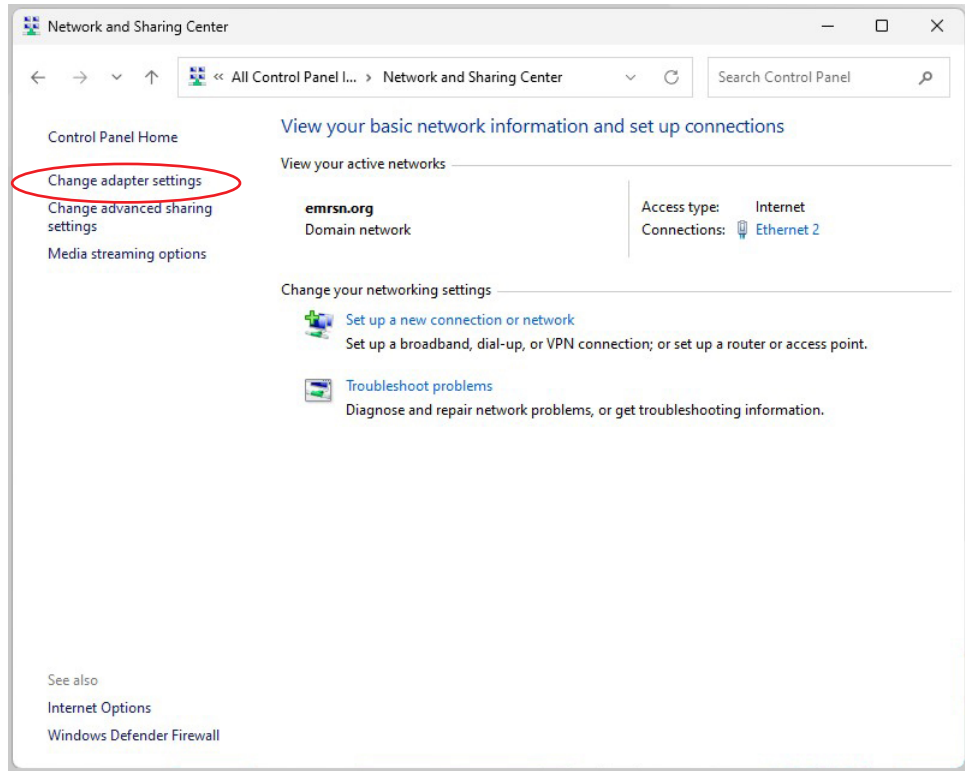 Network and Sharing Center
« All Control Panel I... > Network and Sharing Center
Search Control Panel
Control Panel Home
Change adapter settings
Change advanced sharing
settings
Media streaming options
View your basic network information and set up connections
View your active networks
emrsn.org
Domain network
Access type: Internet
Connections: Ethernet 2
Change your networking settings
Set up a new connection or network
Set up a broadband, dial-up, or VPN connection; or set up a router or access point.
Troubleshoot problems
Diagnose and repair network problems, or get troubleshooting information.
See also
Internet Options
Windows Defender Firewall